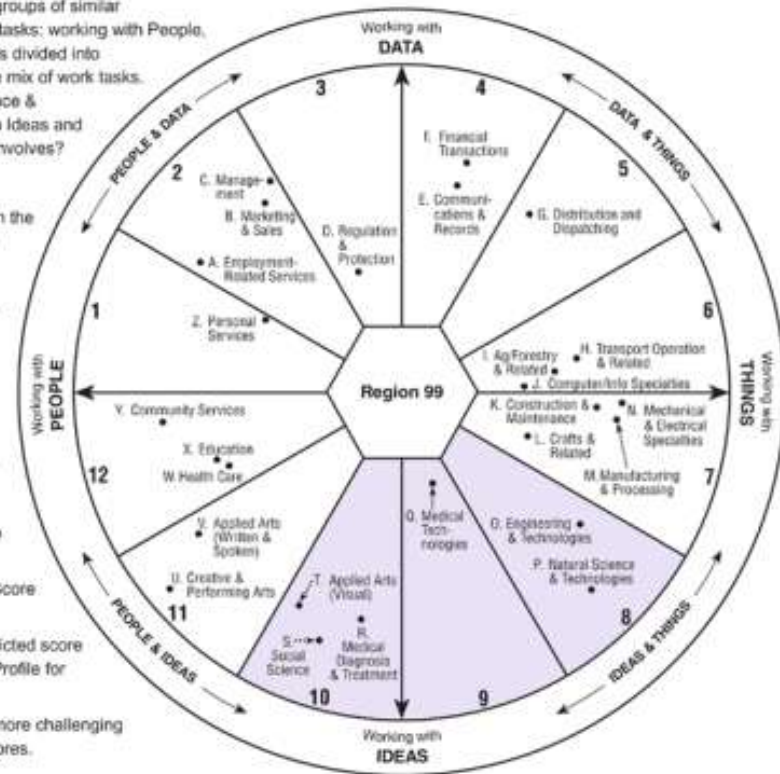 groups of similar
tasks: working with People,
s divided into
mix of work tasks.
ce &
Ideas and
nvolves?
n the
Score
icted score
Profile for
more challenging
ores.
Working with
DATA
PEOPLE & DATA
DATA & THINGS
1
2
3
4
5
6
7
8
9
10
11
12
C. Manage-
ment
B. Marketing
& Sales
A. Employment-
Related Services
D. Regulation
&
Protection
F. Financial
Transactions
E. Communi-
cations &
Records
G. Distribution and
Dispatching
Z. Personal
Services
I. Ag/Forestry
& Related
H. Transport Operation
& Related
J. Computer/Info Specialties
Working with
PEOPLE
Region 99
Working with
THINGS
Y. Community Services
X. Education
W. Health Care
K. Construction &
Maintenance
L. Crafts &
Related
N. Mechanical
& Electrical
Specialties
M. Manufacturing
& Processing
V. Applied Arts
(Written &
Spoken)
U. Creative &
Performing Arts
T. Applied Arts
(Visual)
S.
Social
Science
R.
Medical
Diagnosis
& Treatment
Q. Medical
Tech-
nologies
O. Engineering
& Technologies
P. Natural Science
& Technologies
PEOPLE & IDEAS
IDEAS & THINGS
Working with
IDEAS